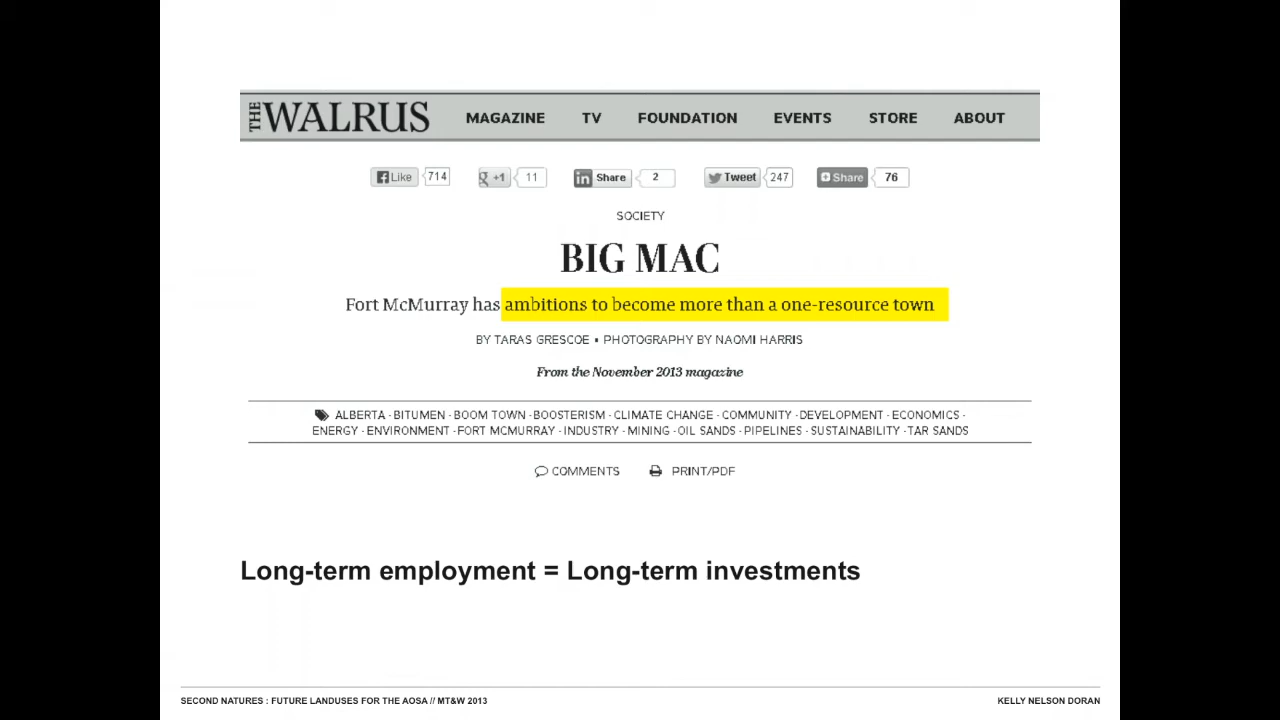 THE WALRUS MAGAZINE TV FOUNDATION EVENTS STORE ABOUT
Like 714 g +1 11 in Share 2 Tweet 247 Share 76
SOCIETY
BIG MAC
Fort McMurray has ambitions to become more than a one-resource town
BY TARAS GRESCOE ▪ PHOTOGRAPHY BY NAOMI HARRIS
From the November 2013 magazine
ALBERTA · BITUMEN · BOOM TOWN · BOOSTERISM · CLIMATE CHANGE · COMMUNITY · DEVELOPMENT · ECONOMICS ·
ENERGY · ENVIRONMENT · FORT MCMURRAY · INDUSTRY · MINING · OIL SANDS · PIPELINES · SUSTAINABILITY · TAR SANDS
COMMENTS PRINT/PDF
Long-term employment = Long-term investments
SECOND NATURES : FUTURE LANDUSES FOR THE AOSA // MT&W 2013 KELLY NELSON DORAN